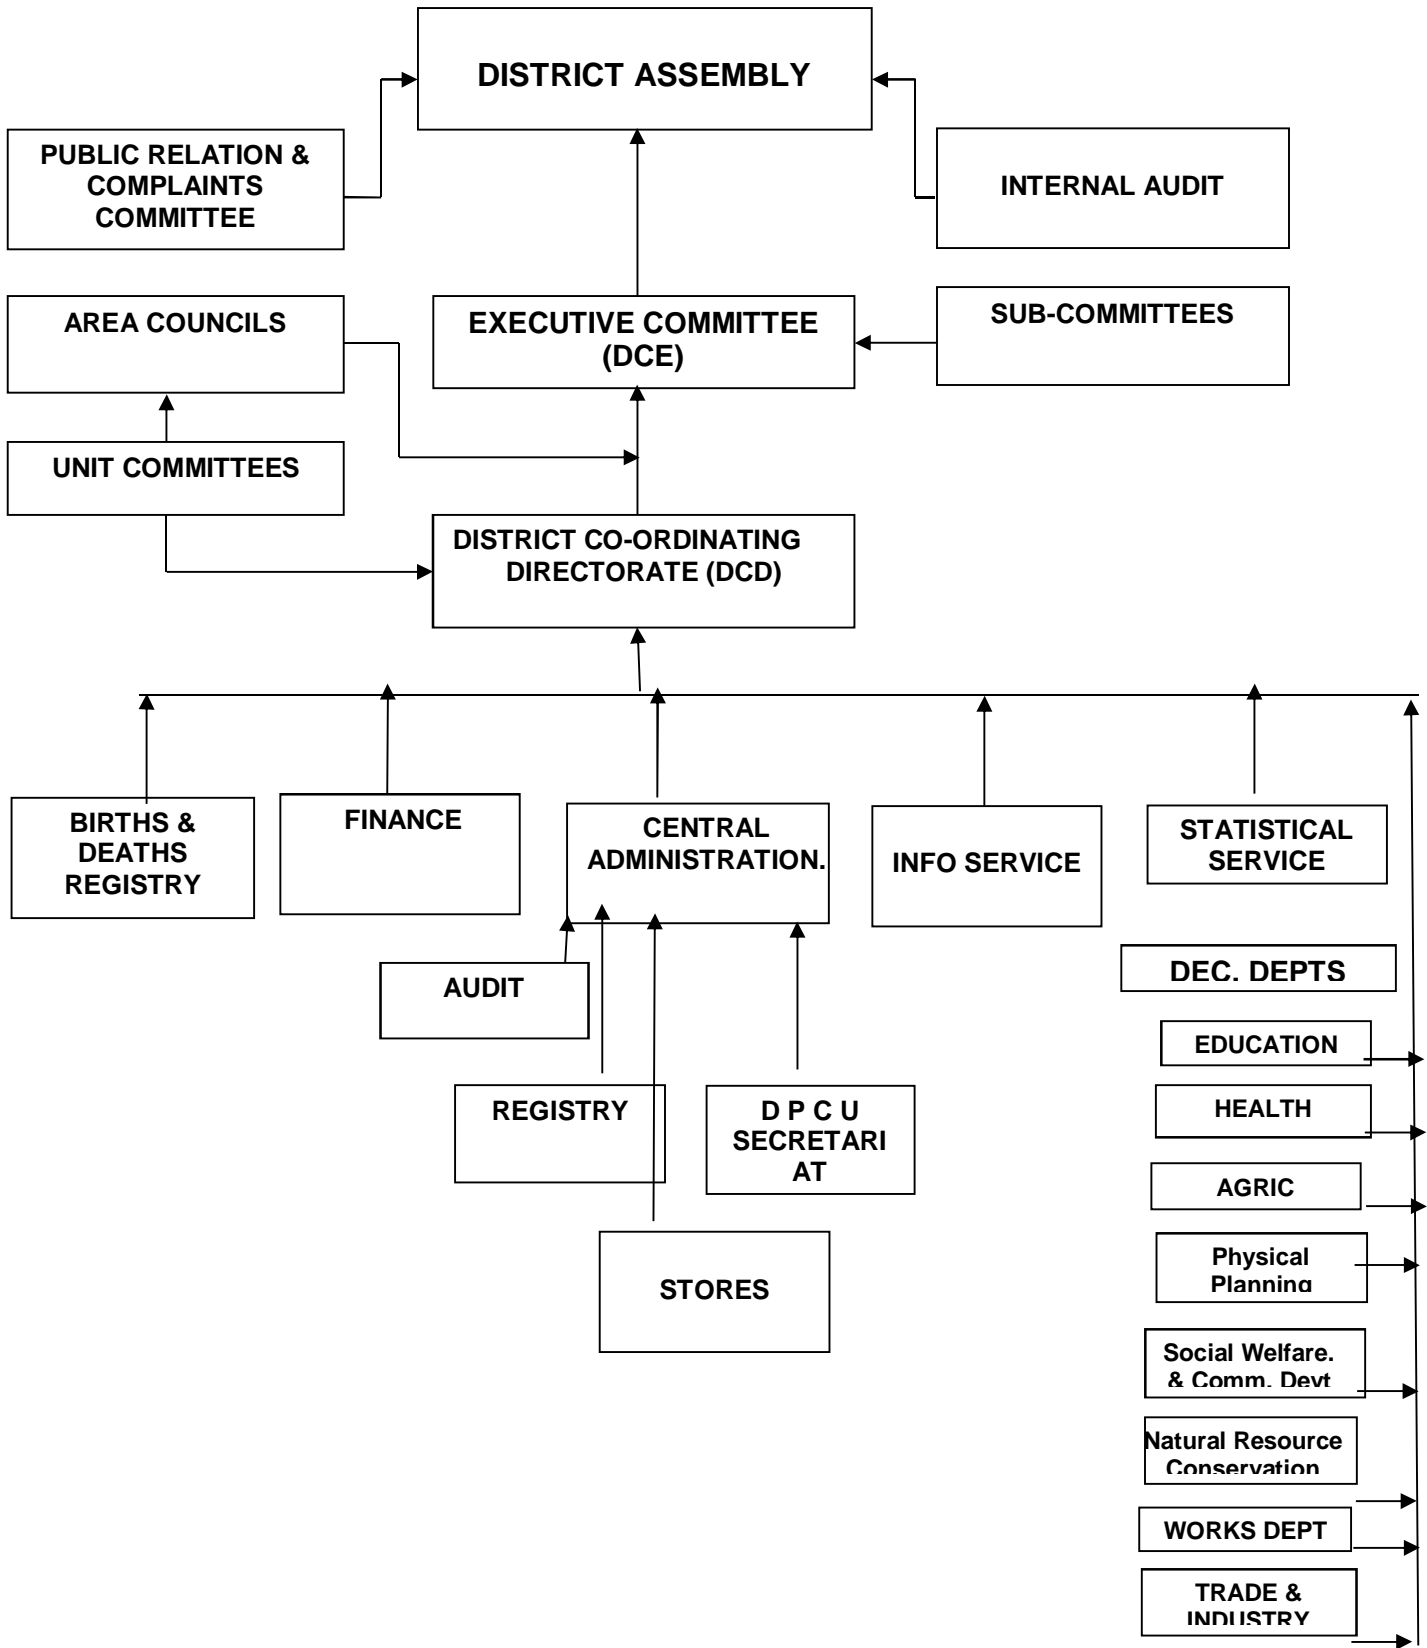 DISTRICT ASSEMBLY
PUBLIC RELATION &
COMPLAINTS
COMMITTEE
INTERNAL AUDIT
AREA COUNCILS
EXECUTIVE COMMITTEE
(DCE)
SUB-COMMITTEES
UNIT COMMITTEES
DISTRICT CO-ORDINATING
DIRECTORATE (DCD)
BIRTHS &
DEATHS
REGISTRY
FINANCE
CENTRAL
ADMINISTRATION.
INFO SERVICE
STATISTICAL
SERVICE
AUDIT
REGISTRY
D P C U
SECRETARI
AT
STORES
DEC. DEPTS
EDUCATION
HEALTH
AGRIC
Physical
Planning
Social Welfare.
& Comm. Devt
Natural Resource
Conservation
WORKS DEPT
TRADE &
INDUSTRY